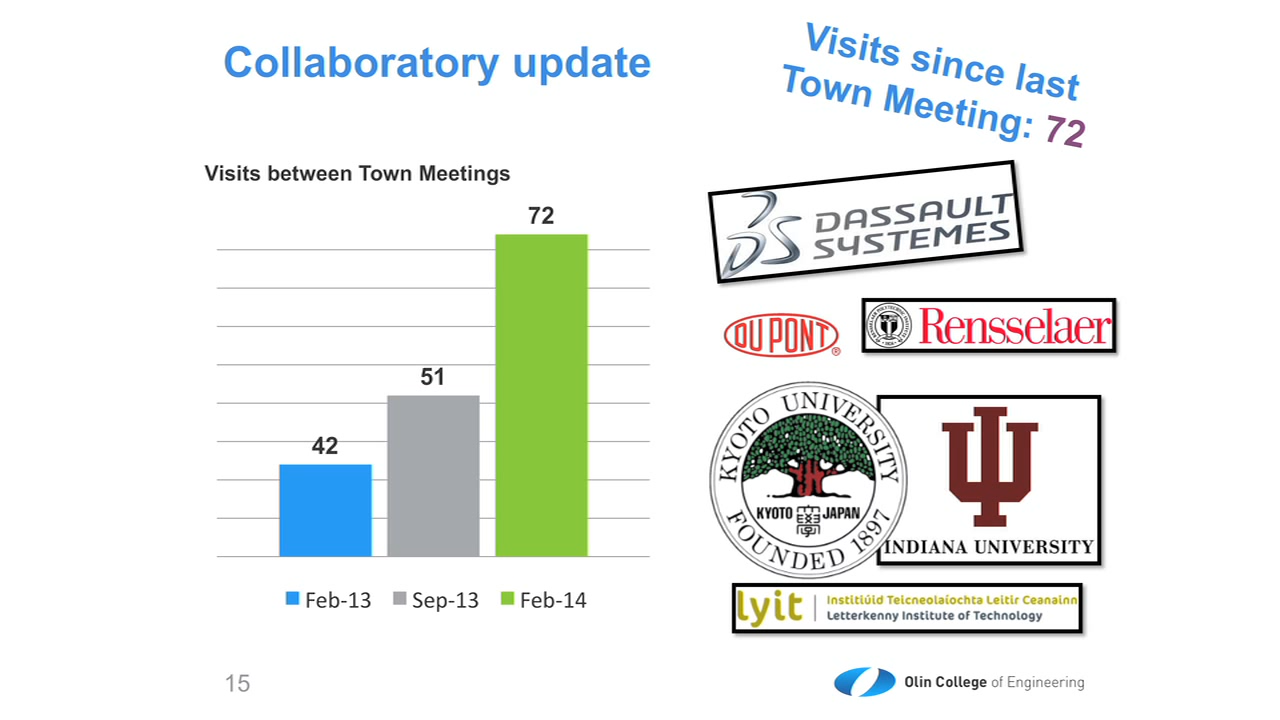 Collaboratory update
Visits since last
Town Meeting: 72
Visits between Town Meetings
72
51
42
Feb-13
Sep-13
Feb-14
DASSAULT
SYSTEMES
DU PONT®
Rensselaer
KYOTO UNIVERSITY
KYOTO JAPAN
FOUNDED 1897
INDIANA UNIVERSITY
lyit
Institiúid Teicneolaíochta Leitir Ceanainn
Letterkenny Institute of Technology
15
Olin College of Engineering